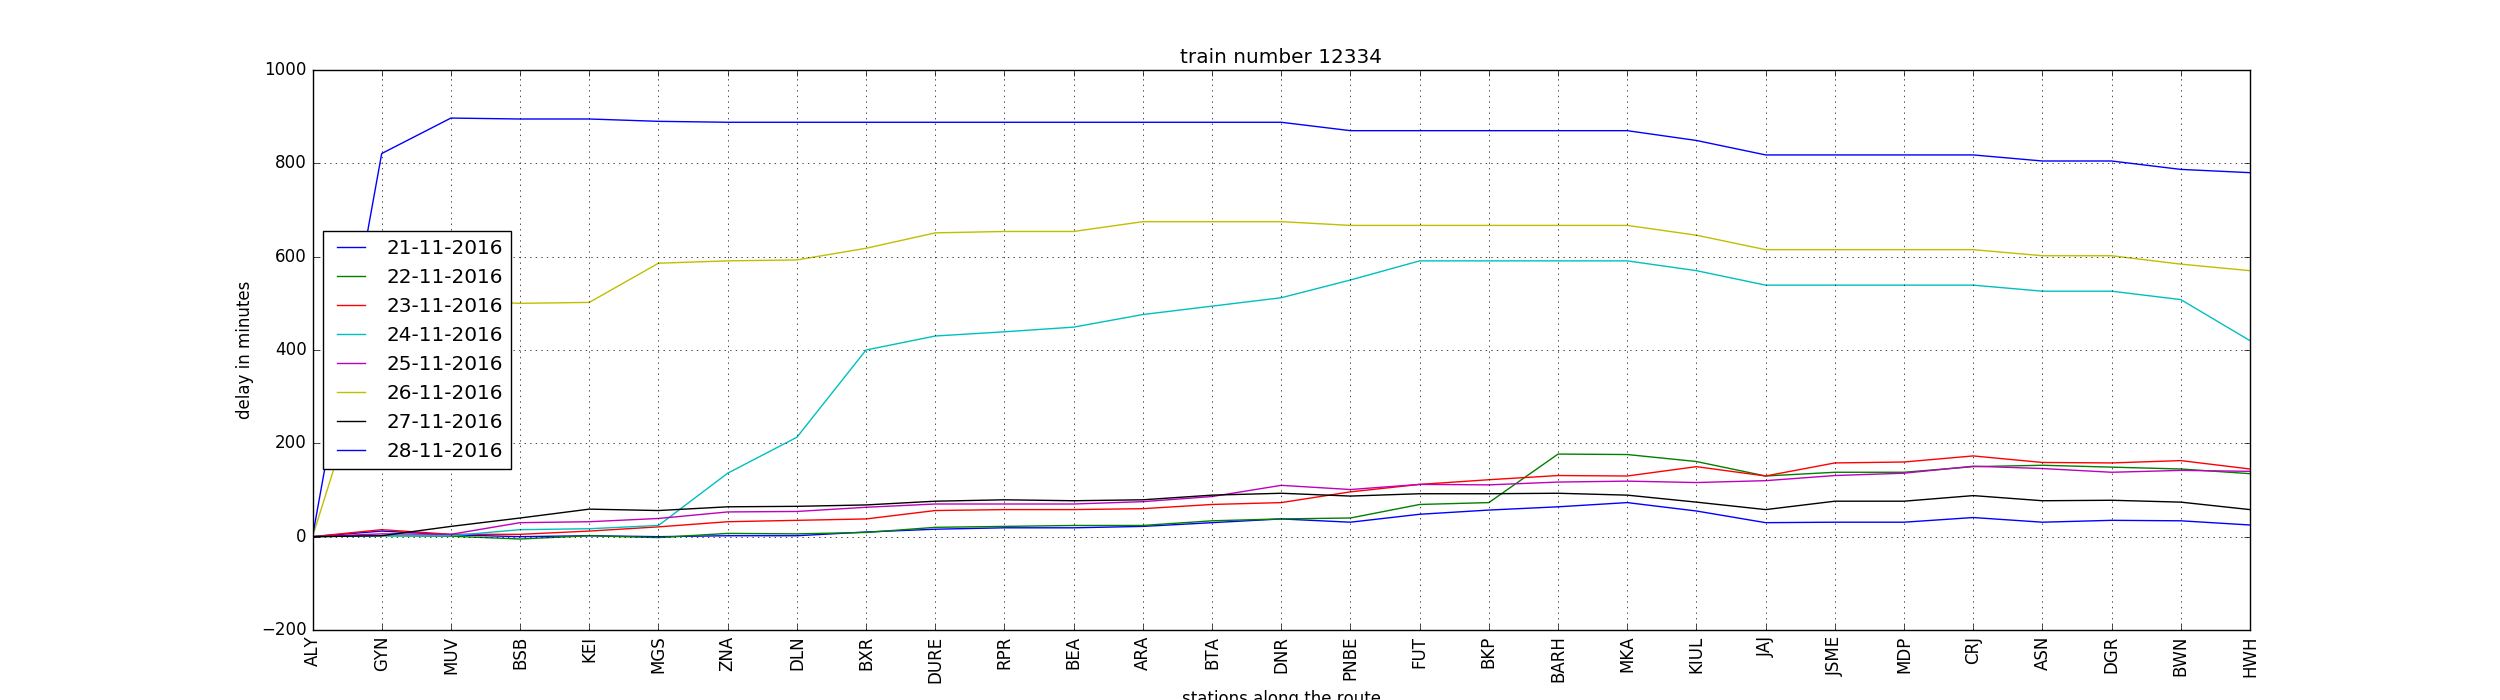 train number 12334
1000
800
600
400
200
0
−200
delay in minutes
21-11-2016
22-11-2016
23-11-2016
24-11-2016
25-11-2016
26-11-2016
27-11-2016
28-11-2016
ALY
GYN
MUV
BSB
KEI
MGS
ZNA
DLN
BXR
DURE
RPR
BEA
ARA
BTA
DNR
PNBE
FUT
BKP
BARH
MKA
KIUL
JAJ
JSME
MDP
CRJ
ASN
DGR
BWN
HWH
stations along the route